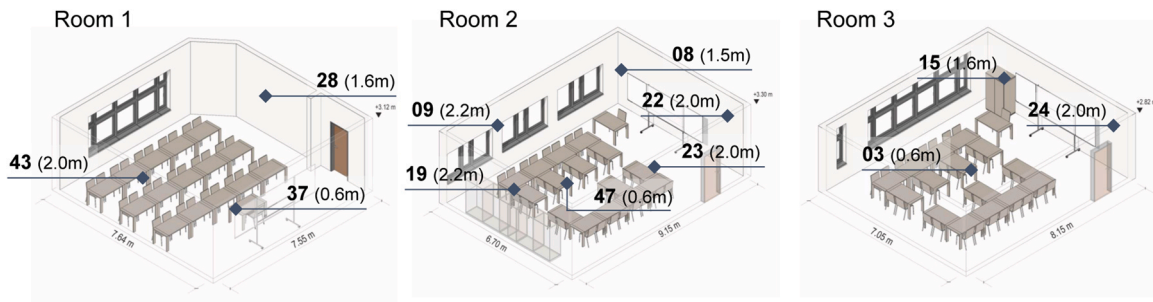 Room 1
28 (1.6m)
+3.12 m
43 (2.0m)
37 (0.6m)
7.64 m
7.55 m
Room 2
08 (1.5m)
22 (2.0m)
+3.30 m
09 (2.2m)
23 (2.0m)
19 (2.2m)
47 (0.6m)
6.70 m
9.15 m
Room 3
15 (1.6m)
24 (2.0m)
+2.82 m
03 (0.6m)
7.05 m
8.15 m